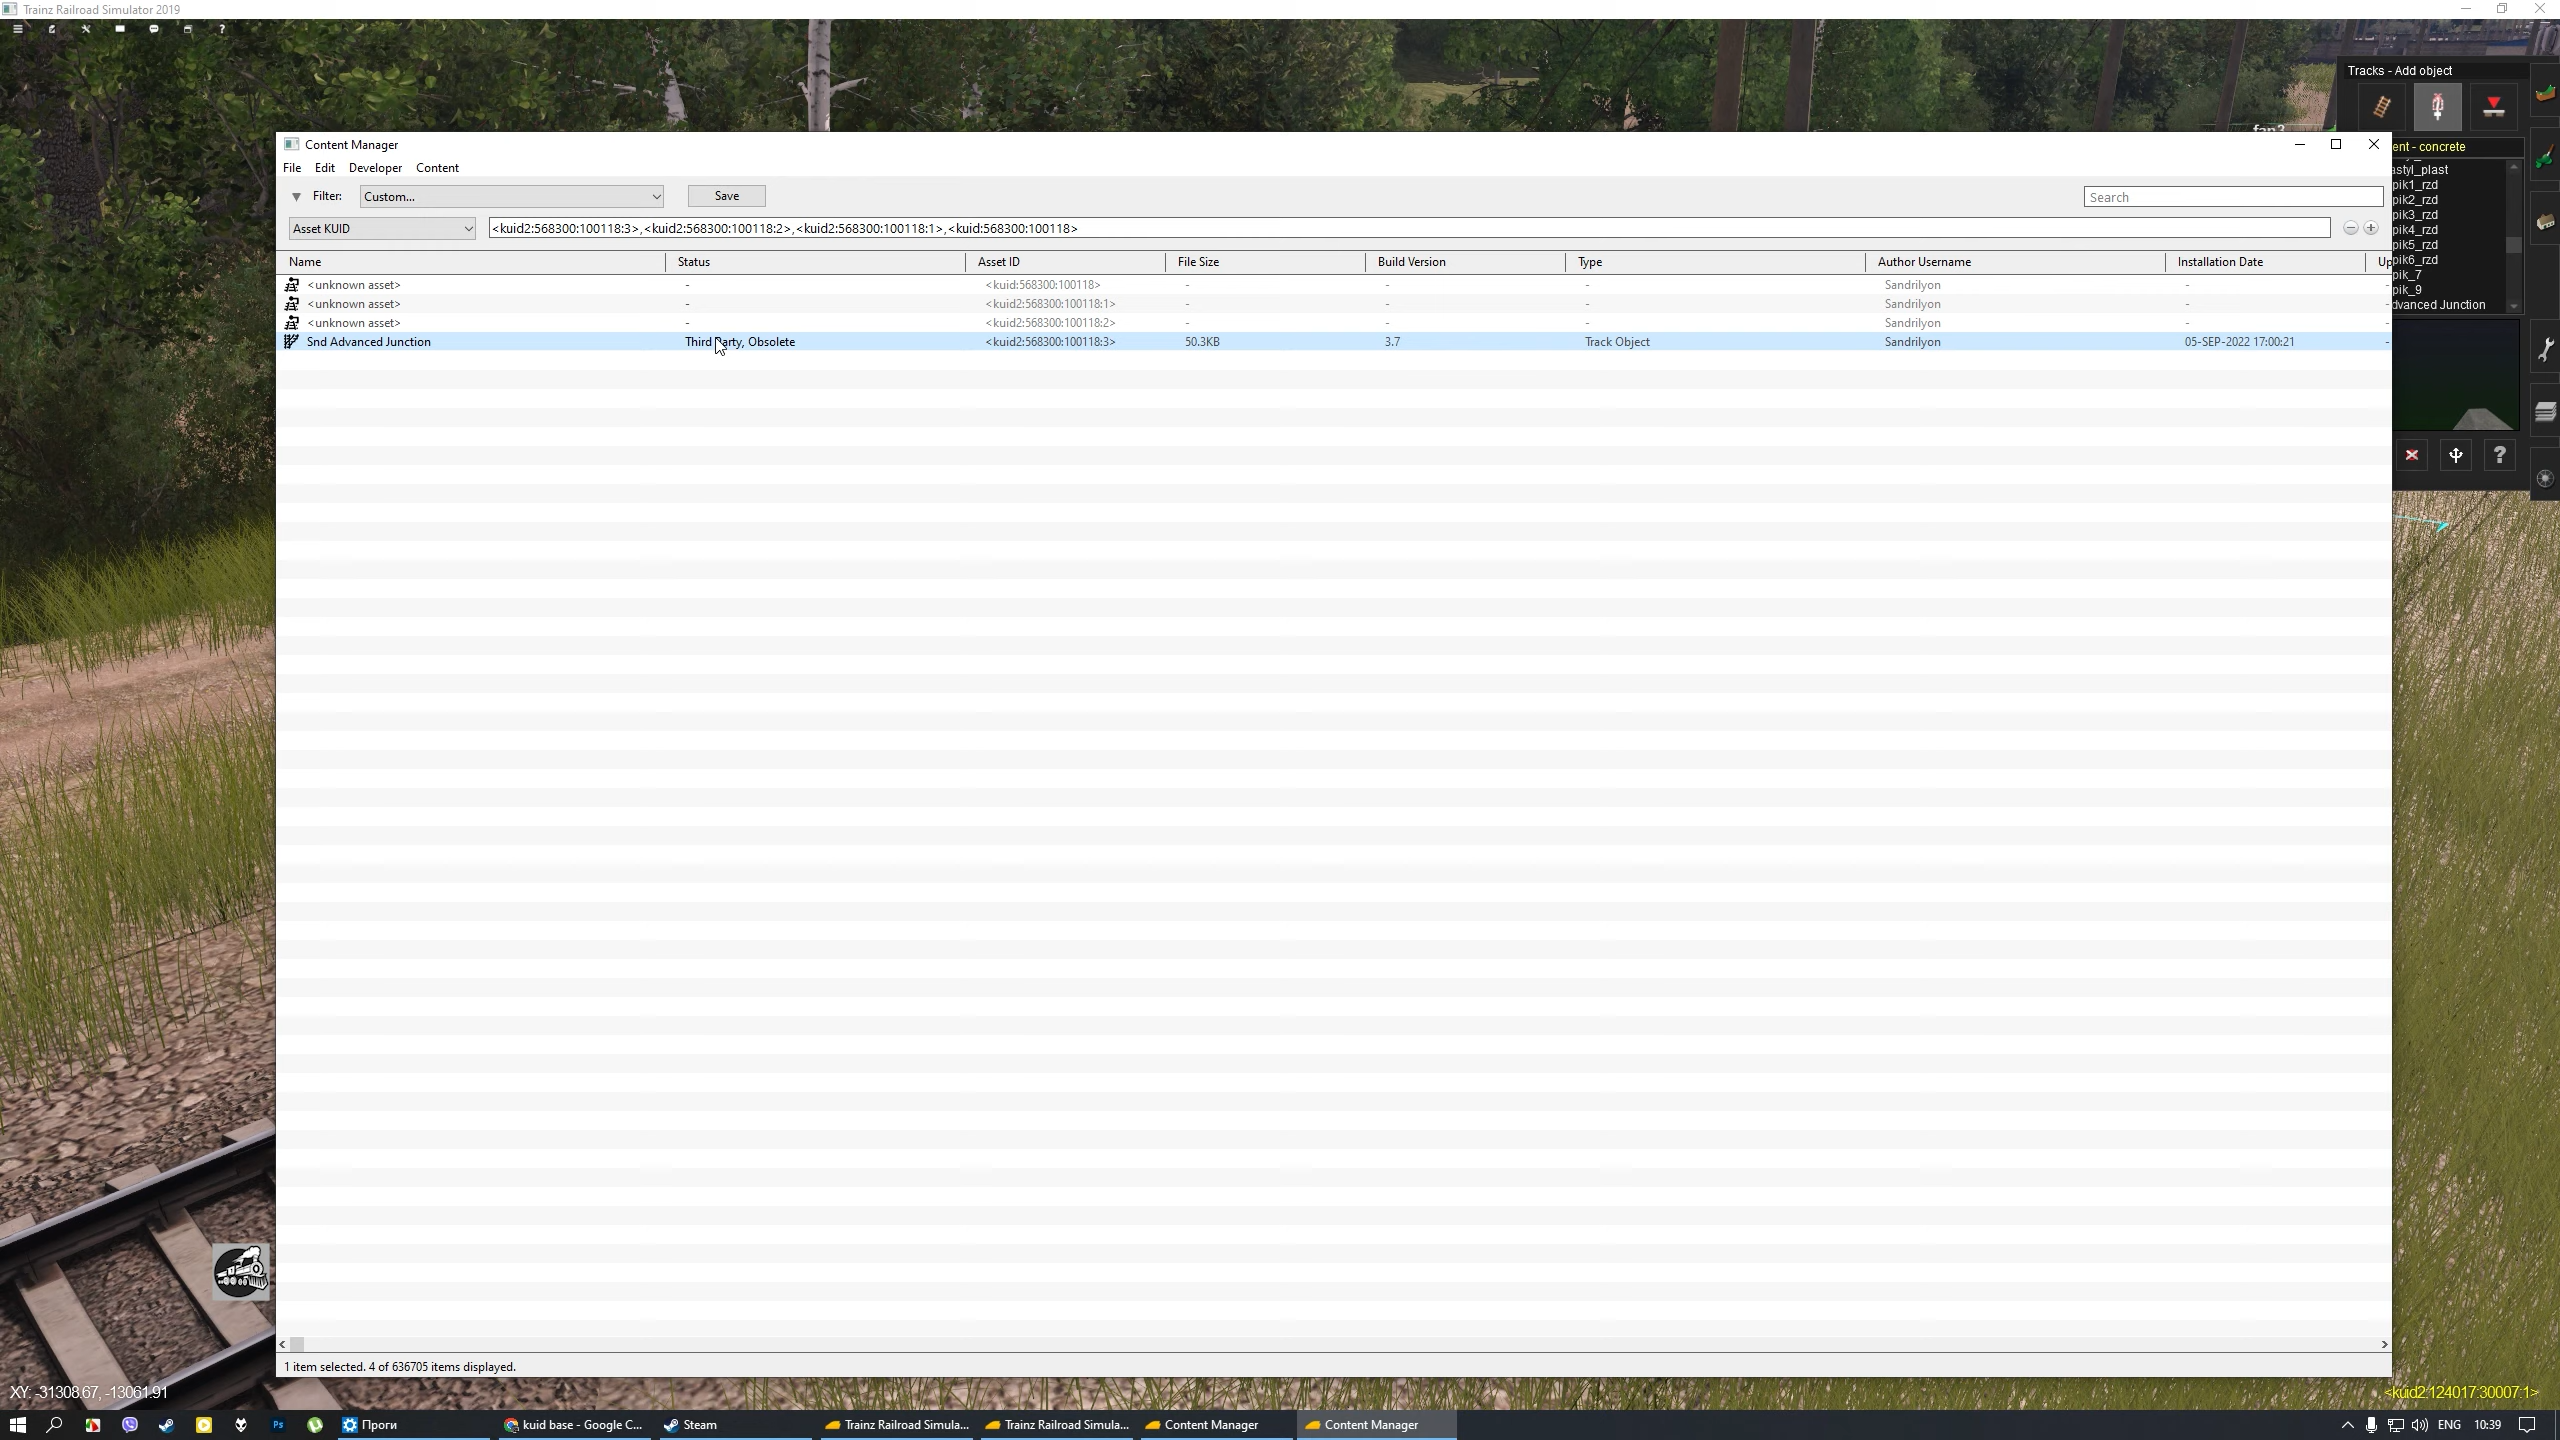 Trainz Railroad Simulator 2019
Tracks - Add object
Content Manager
ent - concrete
File Edit Developer Content
astyl_plast
pik1_rzd
Filter: Custom... Save Search
pik2_rzd
pik3_rzd
Asset KUID <kuid2:568300:100118:3>,<kuid2:568300:100118:2>,<kuid2:568300:100118:1>,<kuid:568300:100118>
pik4_rzd
pik5_rzd
pik6_rzd
Name Status Asset ID File Size Build Version Type Author Username Installation Date Up
pik_7
<unknown asset> - <kuid:568300:100118> - - - Sandrilyon - -
pik_9
<unknown asset> - <kuid2:568300:100118:1> - - - Sandrilyon - -
dvanced Junction
<unknown asset> - <kuid2:568300:100118:2> - - - Sandrilyon - -
Snd Advanced Junction Third Party, Obsolete <kuid2:568300:100118:3> 50.3KB 3.7 Track Object Sandrilyon 05-SEP-2022 17:00:21 -
1 item selected. 4 of 636705 items displayed.
XY: -31308.67, -13061.91
<kuid2:124017:30007:1>
Проги kuid base - Google C... Steam Trainz Railroad Simula... Trainz Railroad Simula... Content Manager Content Manager ENG 10:39